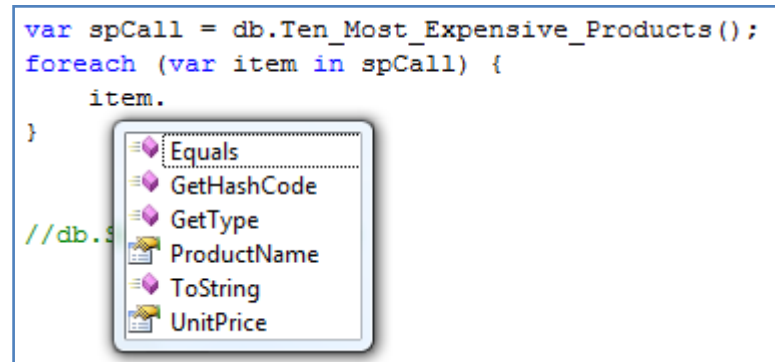 var spCall = db.Ten_Most_Expensive_Products();
foreach (var item in spCall) {
item.
}
Equals
GetHashCode
GetType
//db.
ProductName
ToString
UnitPrice